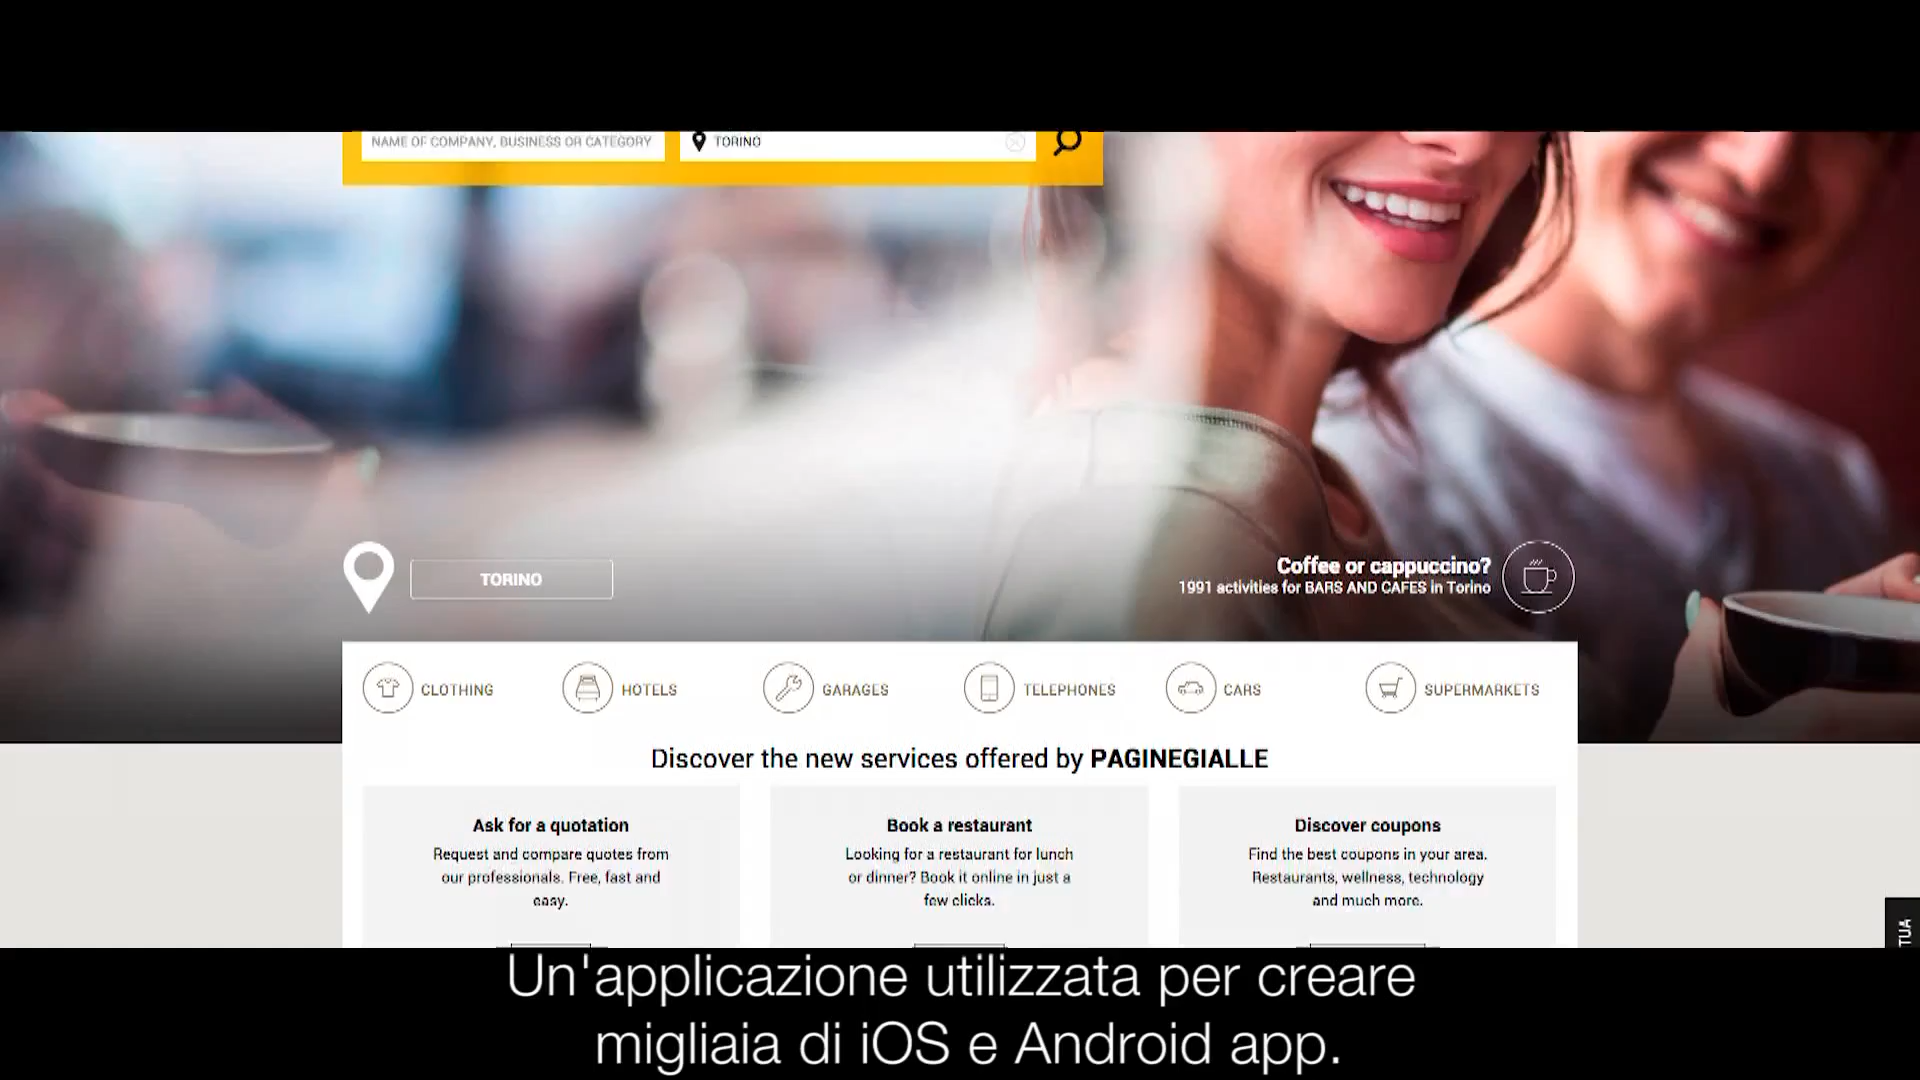 NAME OF COMPANY, BUSINESS OR CATEGORY
TORINO
TORINO
Coffee or cappuccino?
1991 activities for BARS AND CAFES in Torino
CLOTHING
HOTELS
GARAGES
TELEPHONES
CARS
SUPERMARKETS
Discover the new services offered by PAGINEGIALLE
Ask for a quotation
Request and compare quotes from
our professionals. Free, fast and
easy.
Book a restaurant
Looking for a restaurant for lunch
or dinner? Book it online in just a
few clicks.
Discover coupons
Find the best coupons in your area.
Restaurants, wellness, technology
and much more.
TUA
Un'applicazione utilizzata per creare
migliaia di iOS e Android app.